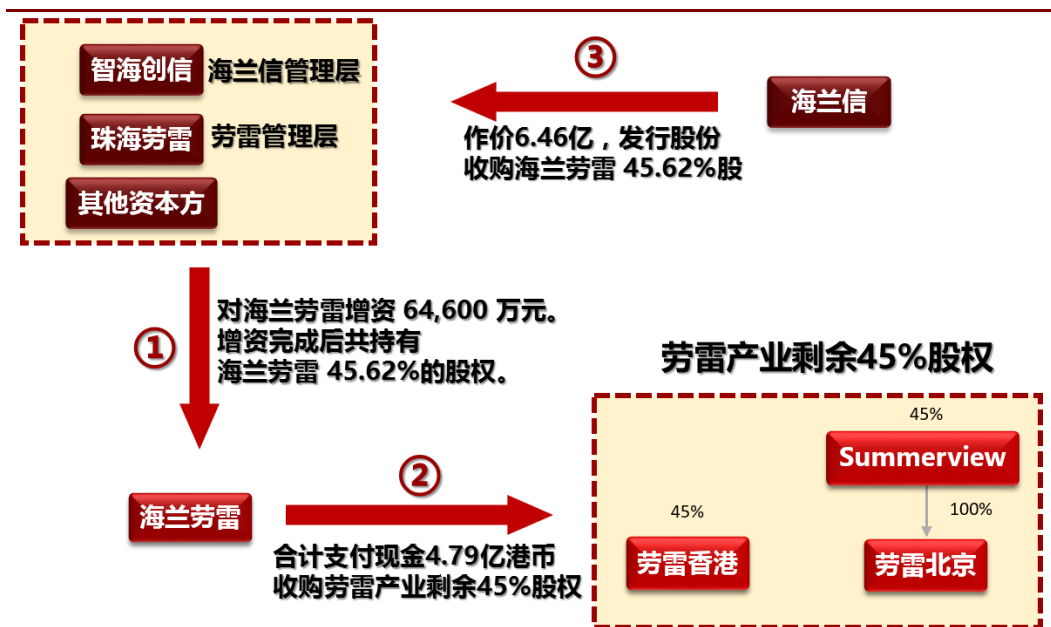 智海创信 海兰信管理层
珠海劳雷 劳雷管理层
其他资本方
③
海兰信
作价6.46亿，发行股份
收购海兰劳雷 45.62%股
①
对海兰劳雷增资 64,600 万元。
增资完成后共持有
海兰劳雷 45.62%的股权。
劳雷产业剩余45%股权
45%
Summerview
100%
45%
劳雷香港
劳雷北京
②
海兰劳雷
合计支付现金4.79亿港币
收购劳雷产业剩余45%股权